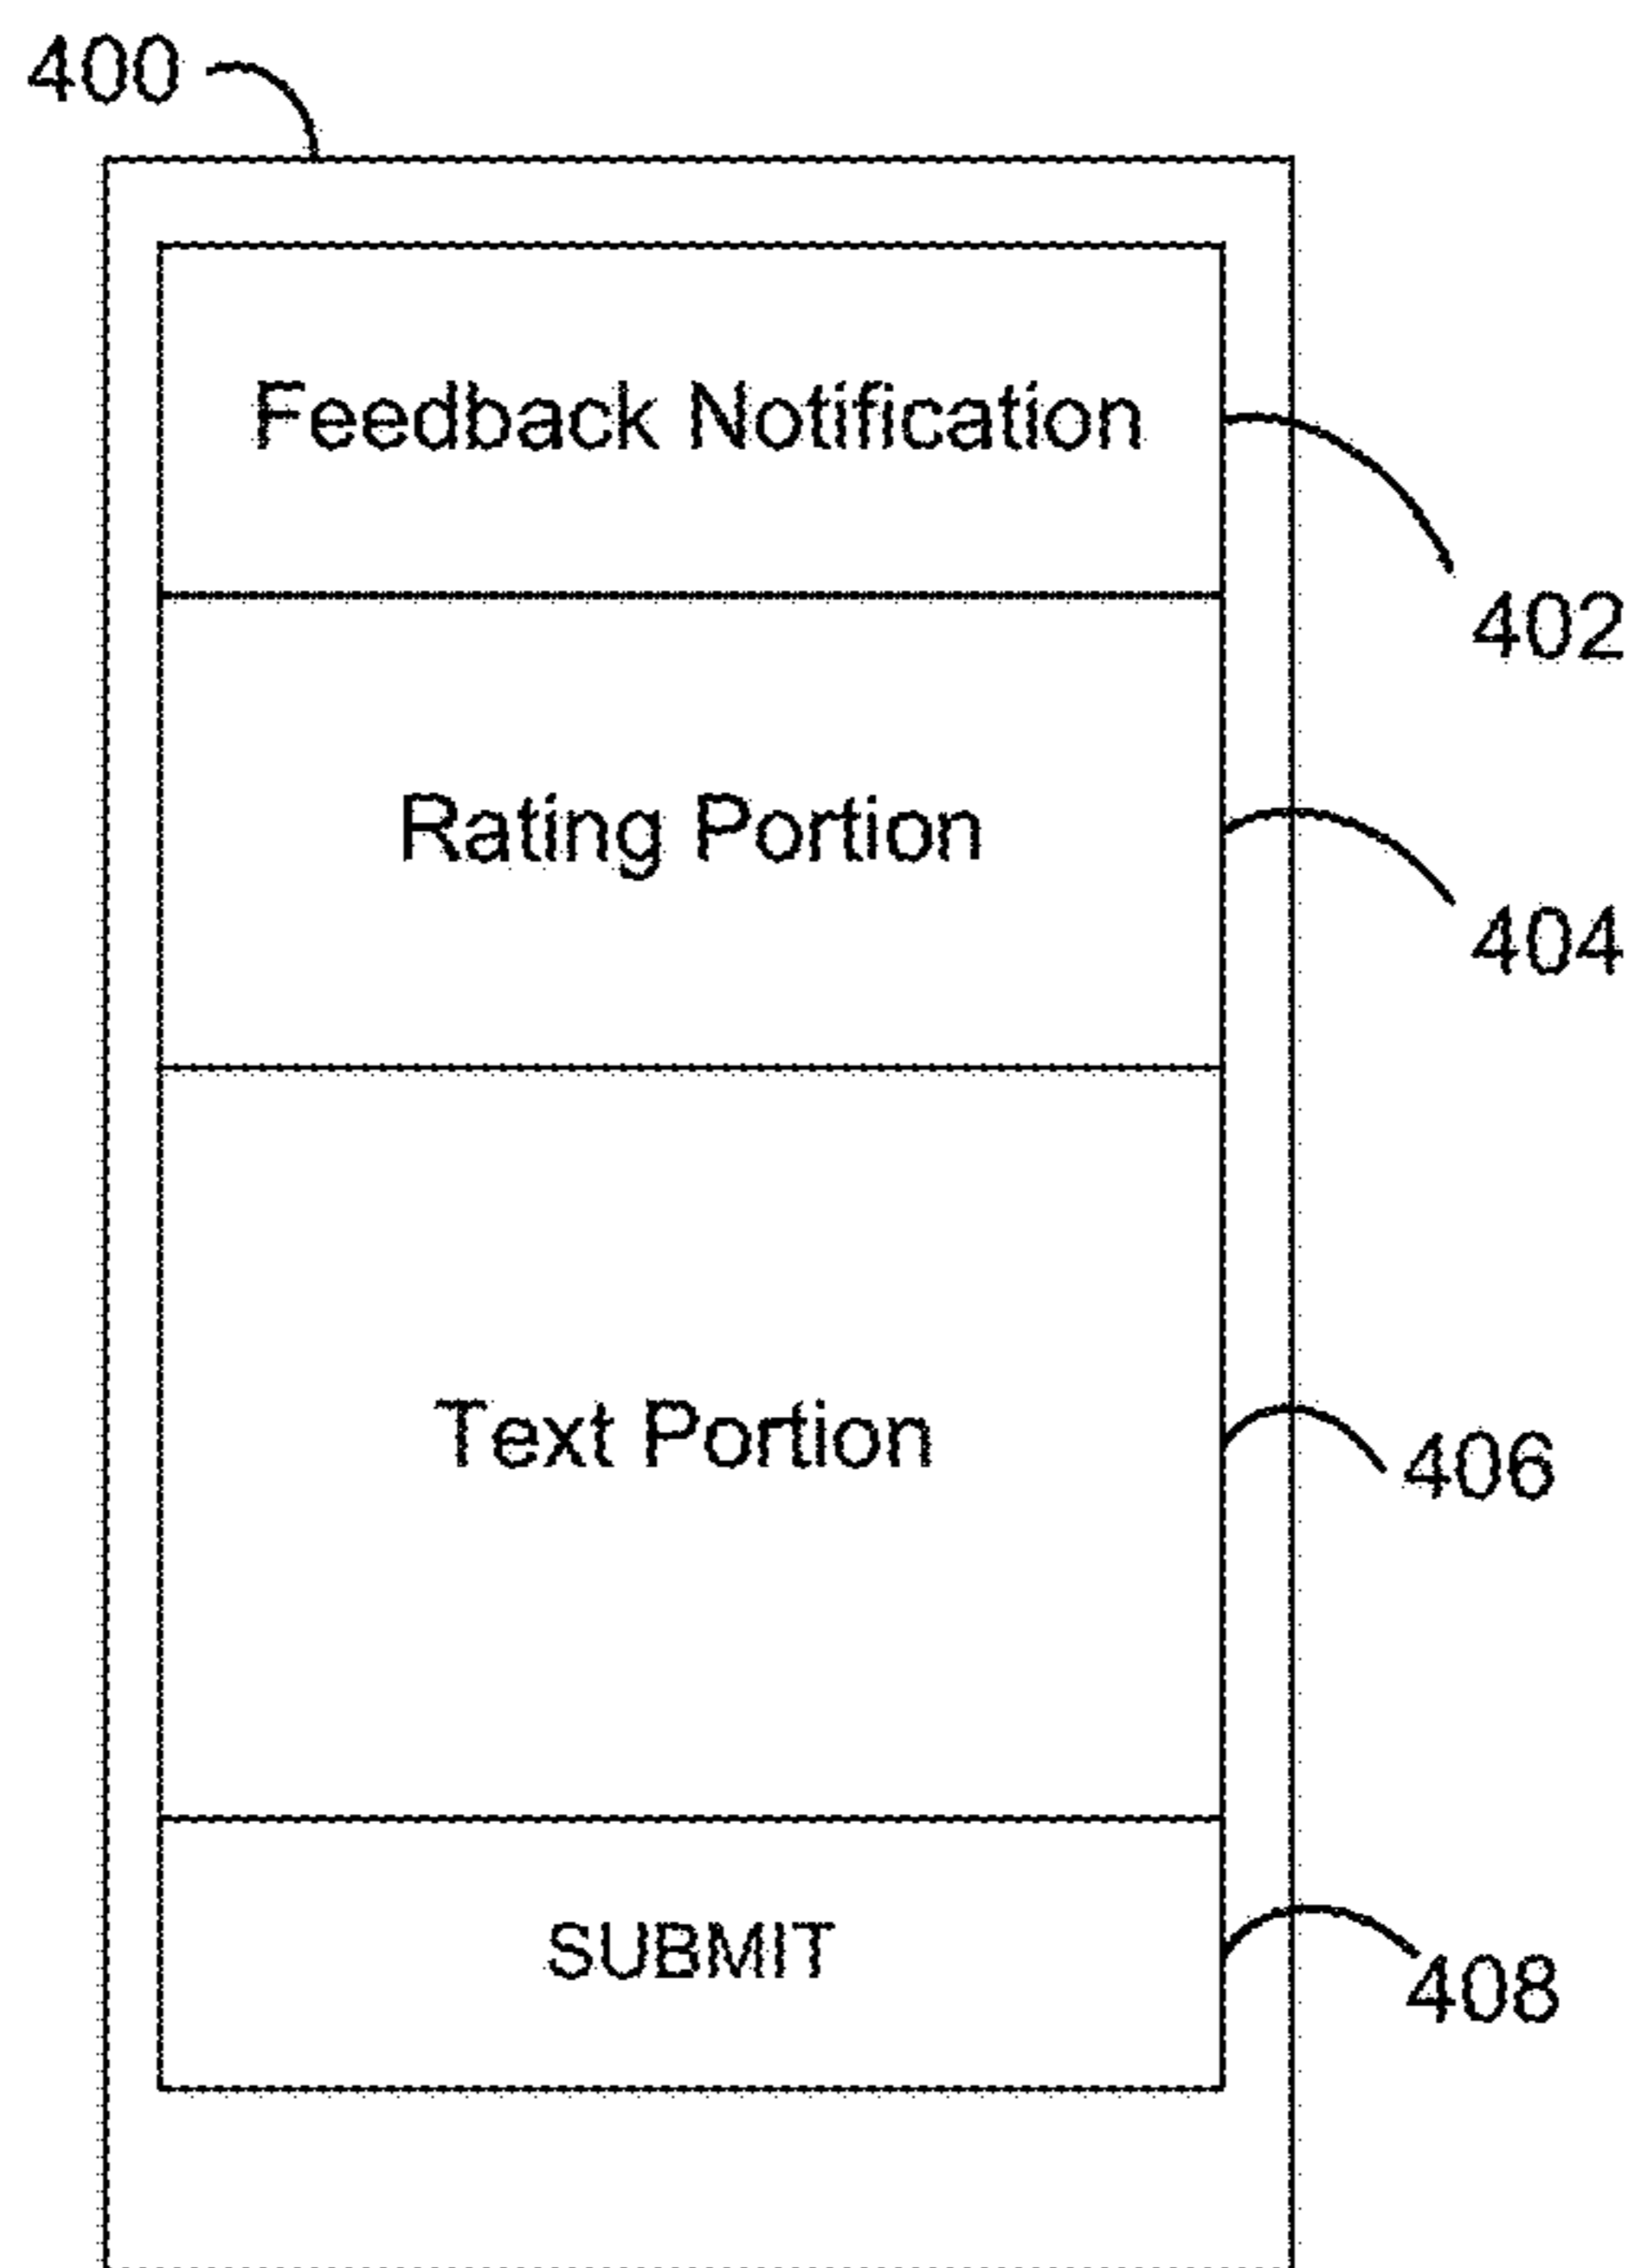 400
Feedback Notification
402
Rating Portion
404
Text Portion
406
SUBMIT
408